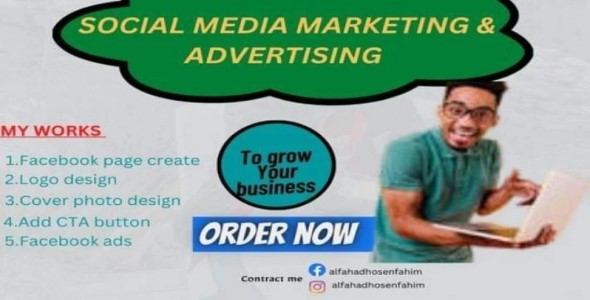 SOCIAL MEDIA MARKETING &
ADVERTISING
MY WORKS
1.Facebook page create
2.Logo design
3.Cover photo design
4.Add CTA button
5.Facebook ads
To grow
Your
business
ORDER NOW
Contract me
alfahadhosenfahim
alfahadhosenfahim